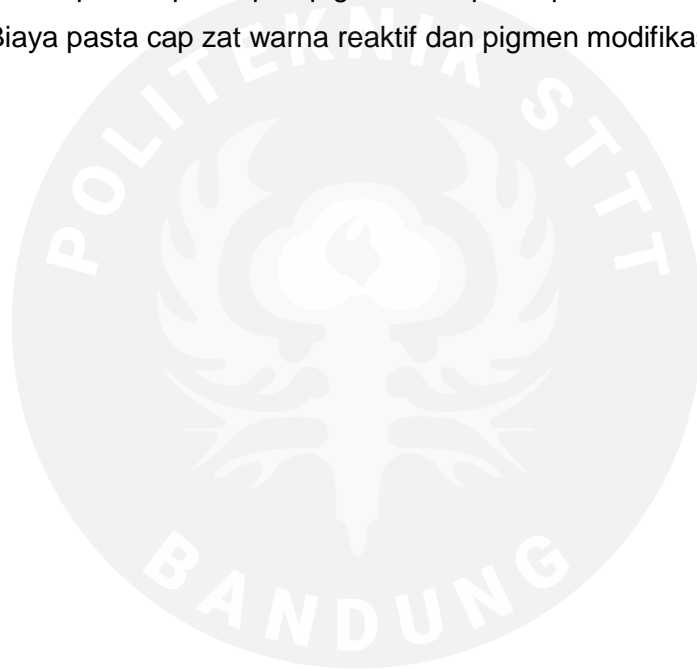 Biaya pasta cap zat warna reaktif dan pigmen modifika
POLITEKNIK STTT
BANDUNG